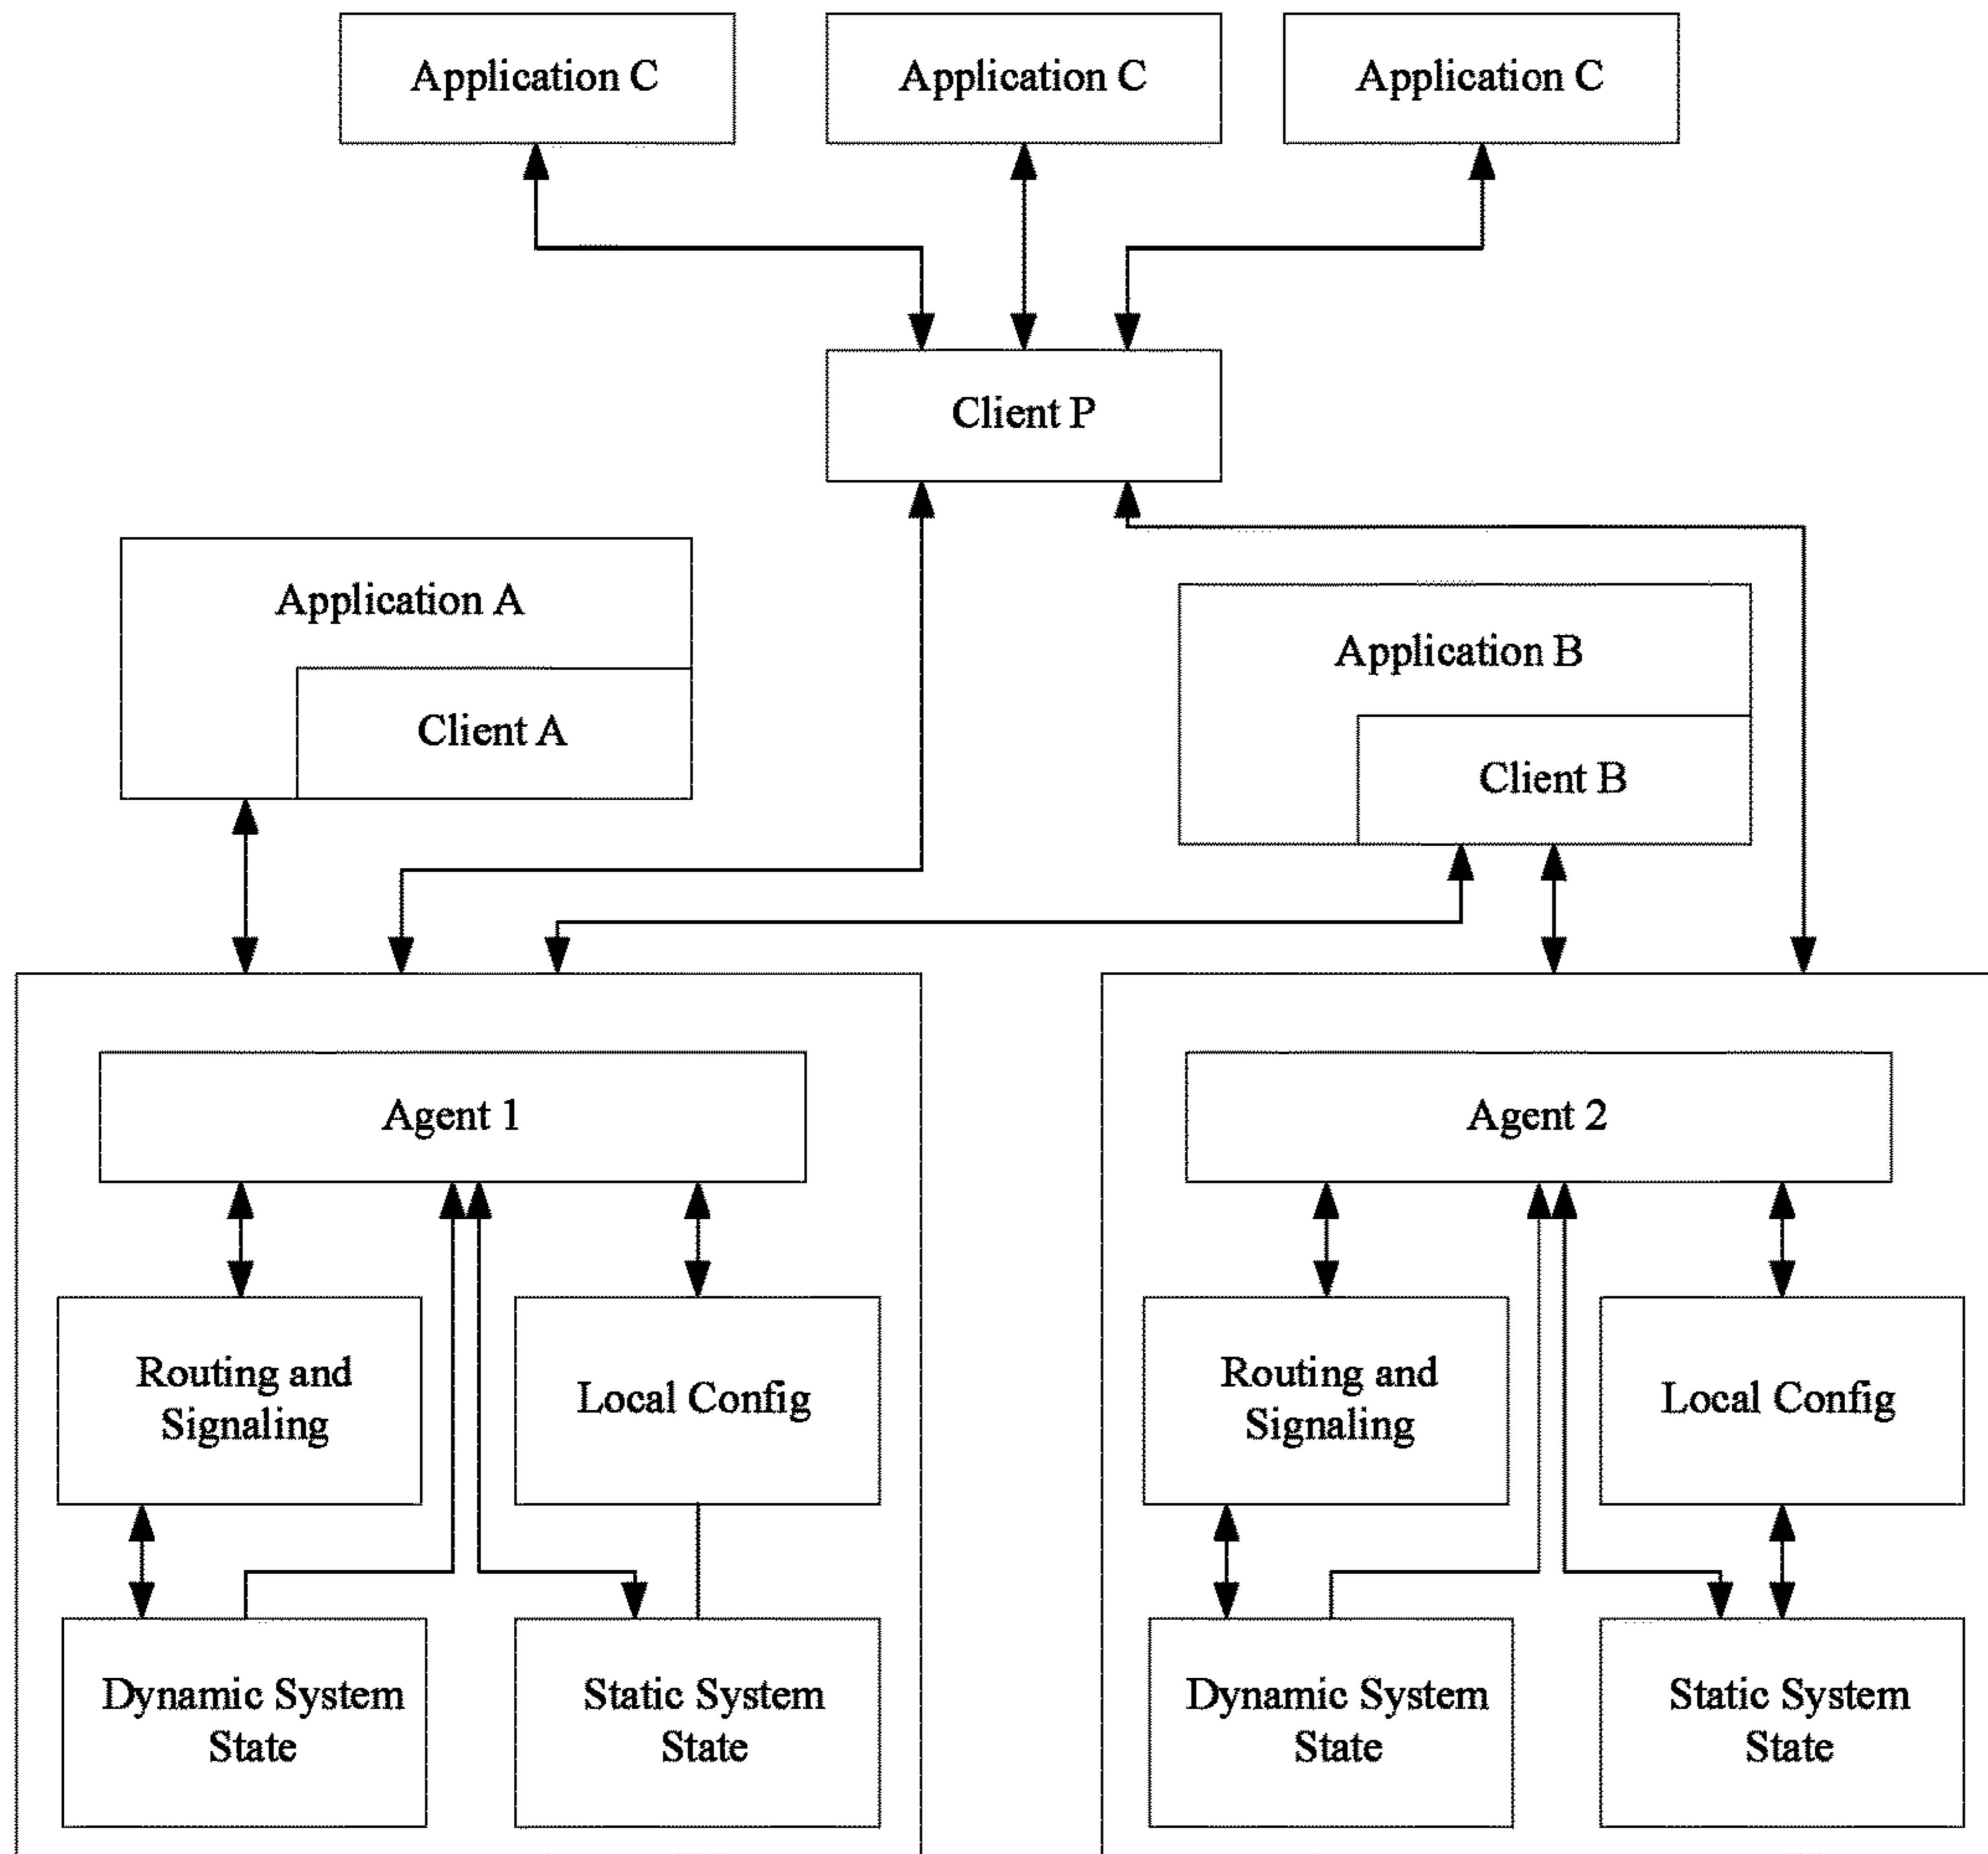 Application C
Application C
Application C
Client P
Application A
Client A
Application B
Client B
Agent 1
Agent 2
Routing and
Signaling
Local Config
Routing and
Signaling
Local Config
Dynamic System
State
Static System
State
Dynamic System
State
Static System
State